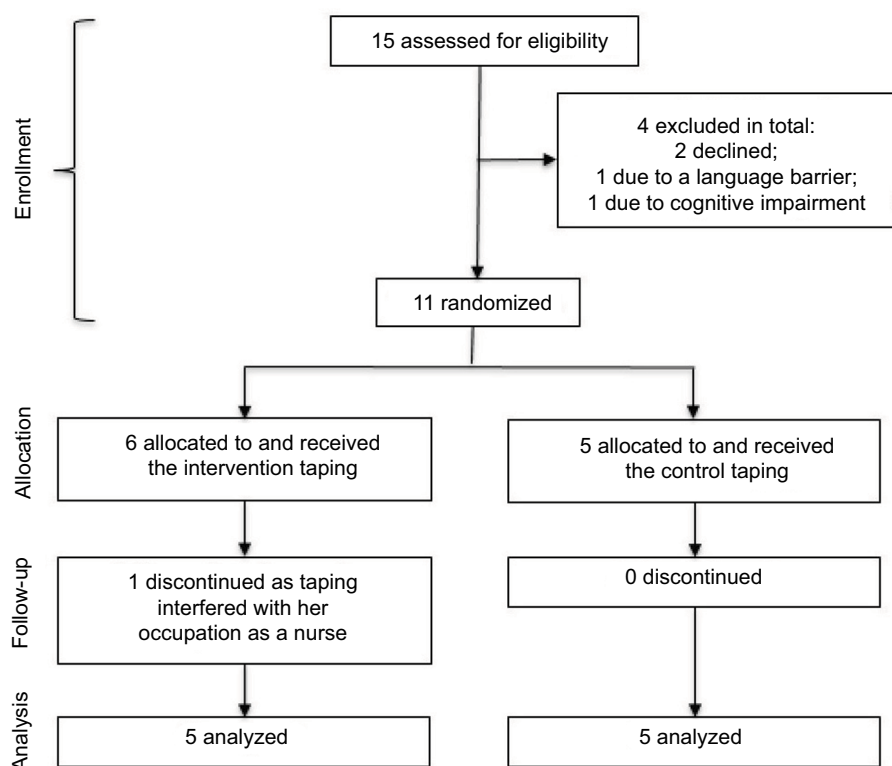 Enrollment
15 assessed for eligibility
4 excluded in total:
2 declined;
1 due to a language barrier;
1 due to cognitive impairment
11 randomized
Allocation
6 allocated to and received
the intervention taping
5 allocated to and received
the control taping
Follow-up
1 discontinued as taping
interfered with her
occupation as a nurse
0 discontinued
Analysis
5 analyzed
5 analyzed